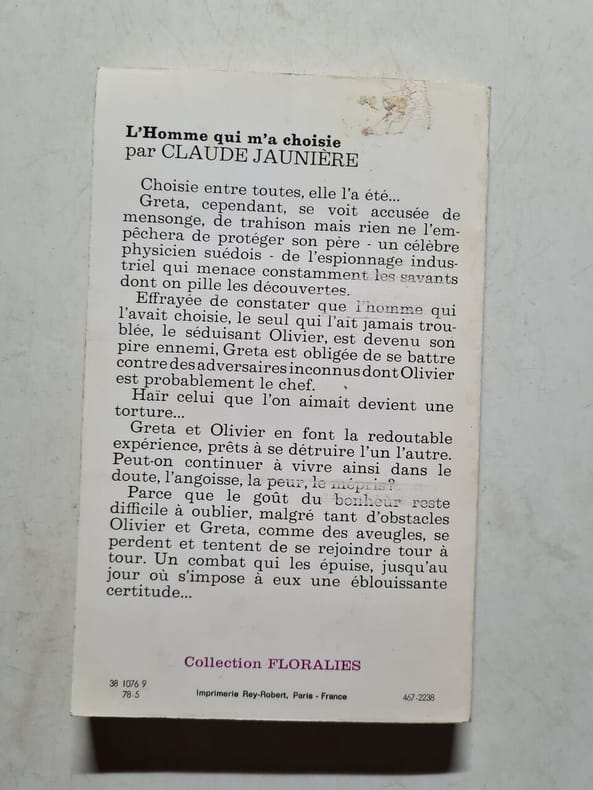 L'Homme qui m'a choisie
par CLAUDE JAUNIÈRE
Choisie entre toutes, elle l'a été...
Greta, cependant, se voit accusée de
mensonge, de trahison mais rien ne l'em-
pêchera de protéger son père - un célèbre
physicien suédois - de l'espionnage indus-
triel qui menace constamment les savants
dont on pille les découvertes.
Effrayée de constater que l'homme qui
l'avait choisie, le seul qui l'ait jamais trou-
blée, le séduisant Olivier, est devenu son
pire ennemi, Greta est obligée de se battre
contre des adversaires inconnus dont Olivier
est probablement le chef.
Haïr celui que l'on aimait devient une
torture...
Greta et Olivier en font la redoutable
expérience, prêts à se détruire l'un l'autre.
Peut-on continuer à vivre ainsi dans le
doute, l'angoisse, la peur, le mépris?
Parce que le goût du bonheur reste
difficile à oublier, malgré tant d'obstacles
Olivier et Greta, comme des aveugles, se
perdent et tentent de se rejoindre tour à
tour. Un combat qui les épuise, jusqu'au
jour où s'impose à eux une éblouissante
certitude...
Collection FLORALIES
38 1076 9
78-5
Imprimerie Rey-Robert, Paris - France
467-2238